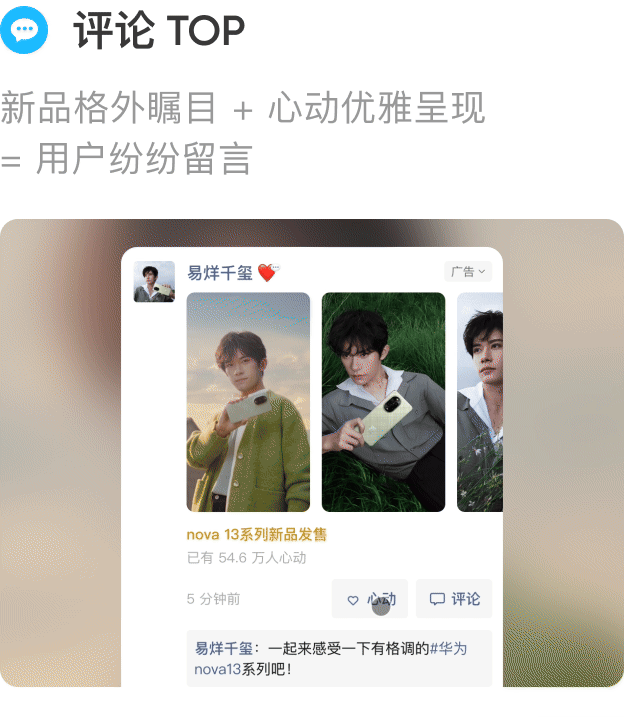 评论 TOP
新品格外瞩目 + 心动优雅呈现
= 用户纷纷留言
易烊千玺 ❤️
广告
nova 13系列新品发售
已有 54.6 万人心动
5 分钟前
心动
评论
易烊千玺：一起来感受一下有格调的#华为
nova13系列吧！